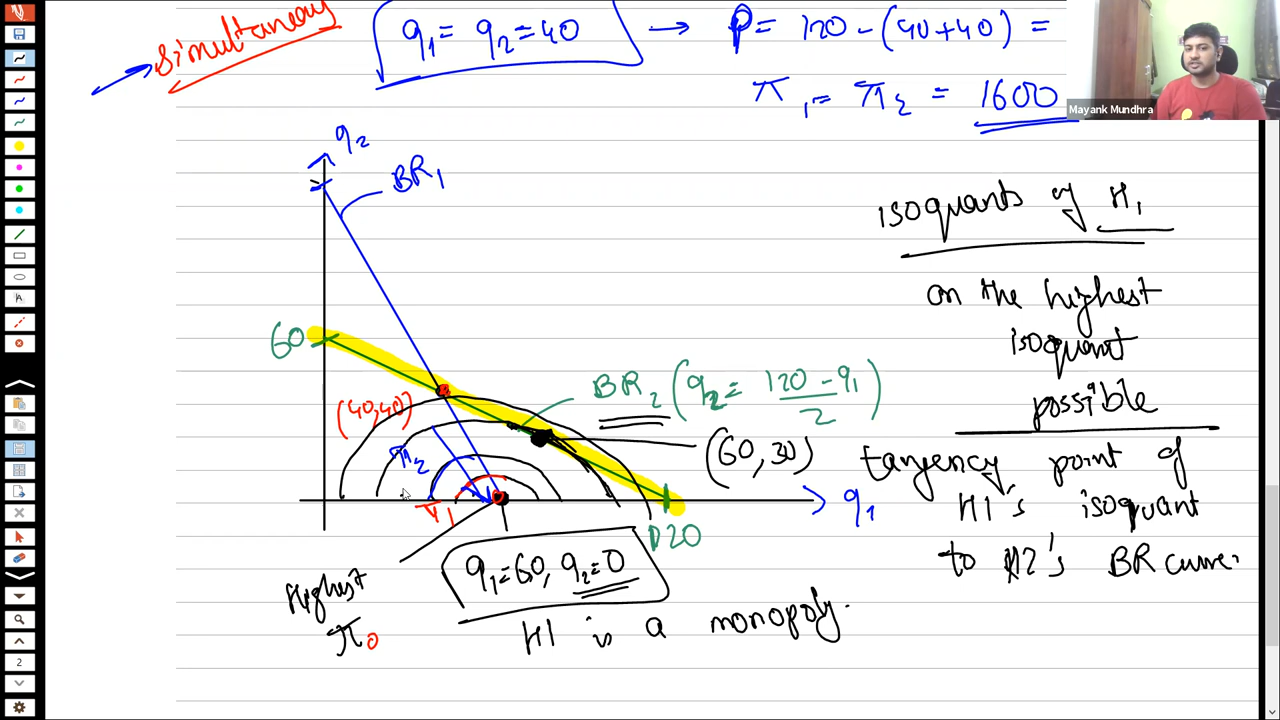 Simultaneous
q1 = q2 = 40 → P = 120 - (40+40) =
π1 = π2 = 1600
Mayank Mundhra
q2
BR1
isoquants of H1
on the highest
isoquant
possible
60
(40,40)
BR2 (q2 = 120 - q1 / 2)
(60, 30)
tangency point of
H1's isoquant
to H2's BR curve.
π2
π1
q1
120
q1=60, q2=0
Highest
π0
H1 is a monopoly.
2